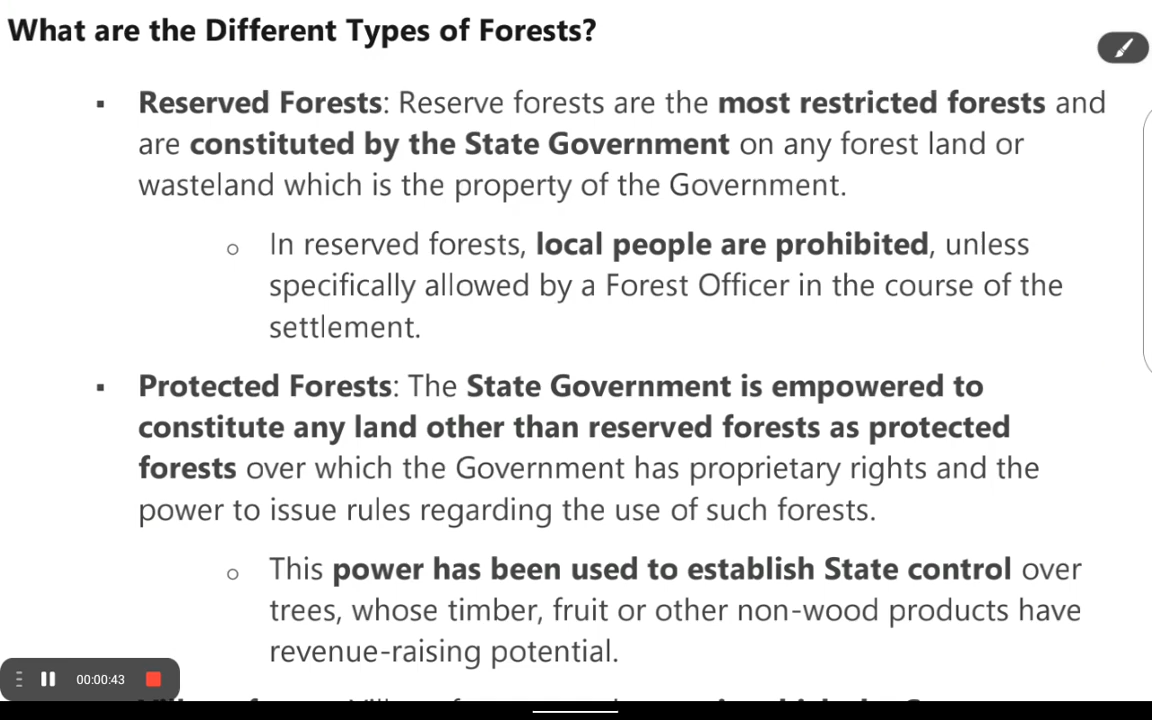 What are the Different Types of Forests?
▪ Reserved Forests: Reserve forests are the most restricted forests and
are constituted by the State Government on any forest land or
wasteland which is the property of the Government.
o In reserved forests, local people are prohibited, unless
specifically allowed by a Forest Officer in the course of the
settlement.
▪ Protected Forests: The State Government is empowered to
constitute any land other than reserved forests as protected
forests over which the Government has proprietary rights and the
power to issue rules regarding the use of such forests.
o This power has been used to establish State control over
trees, whose timber, fruit or other non-wood products have
revenue-raising potential.
00:00:43